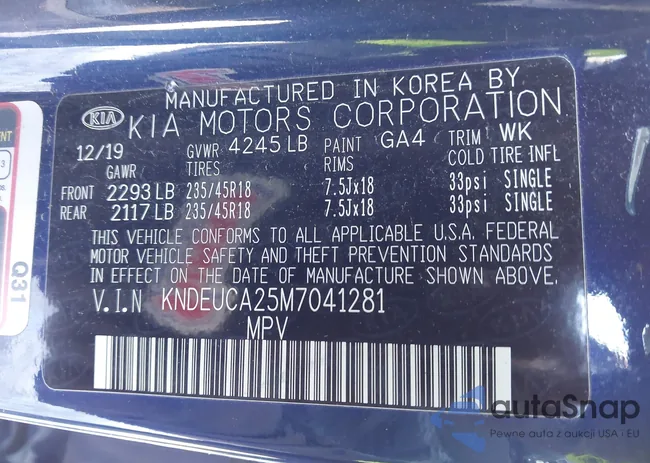 MANUFACTURED IN KOREA BY
KIA KIA MOTORS CORPORATION
12/19 GVWR 4245 LB PAINT GA4 TRIM WK
GAWR TIRES RIMS COLD TIRE INFL
FRONT 2293 LB 235/45R18 7.5Jx18 33psi SINGLE
REAR 2117 LB 235/45R18 7.5Jx18 33psi SINGLE
THIS VEHICLE CONFORMS TO ALL APPLICABLE U.S.A. FEDERAL
MOTOR VEHICLE SAFETY AND THEFT PREVENTION STANDARDS
IN EFFECT ON THE DATE OF MANUFACTURE SHOWN ABOVE.
V.I.N KNDEUCA25M7041281
MPV
Q31
autaSnap
Pewne auta z aukcji USA i EU